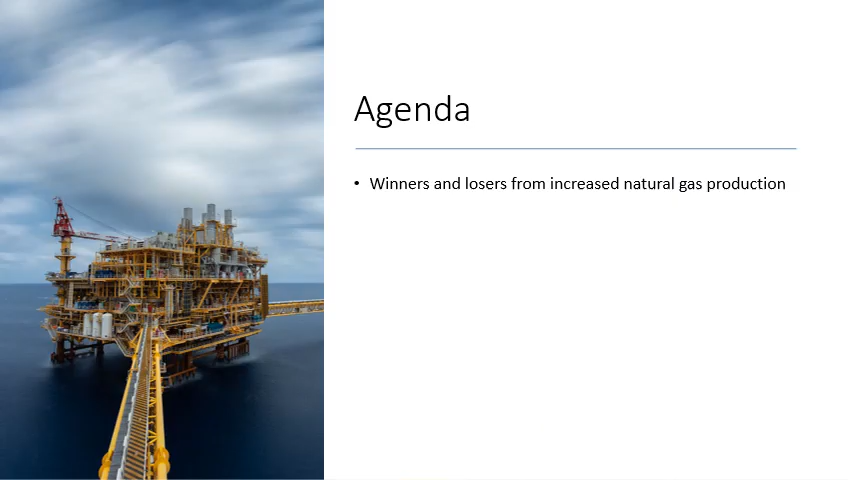 Agenda
• Winners and losers from increased natural gas production